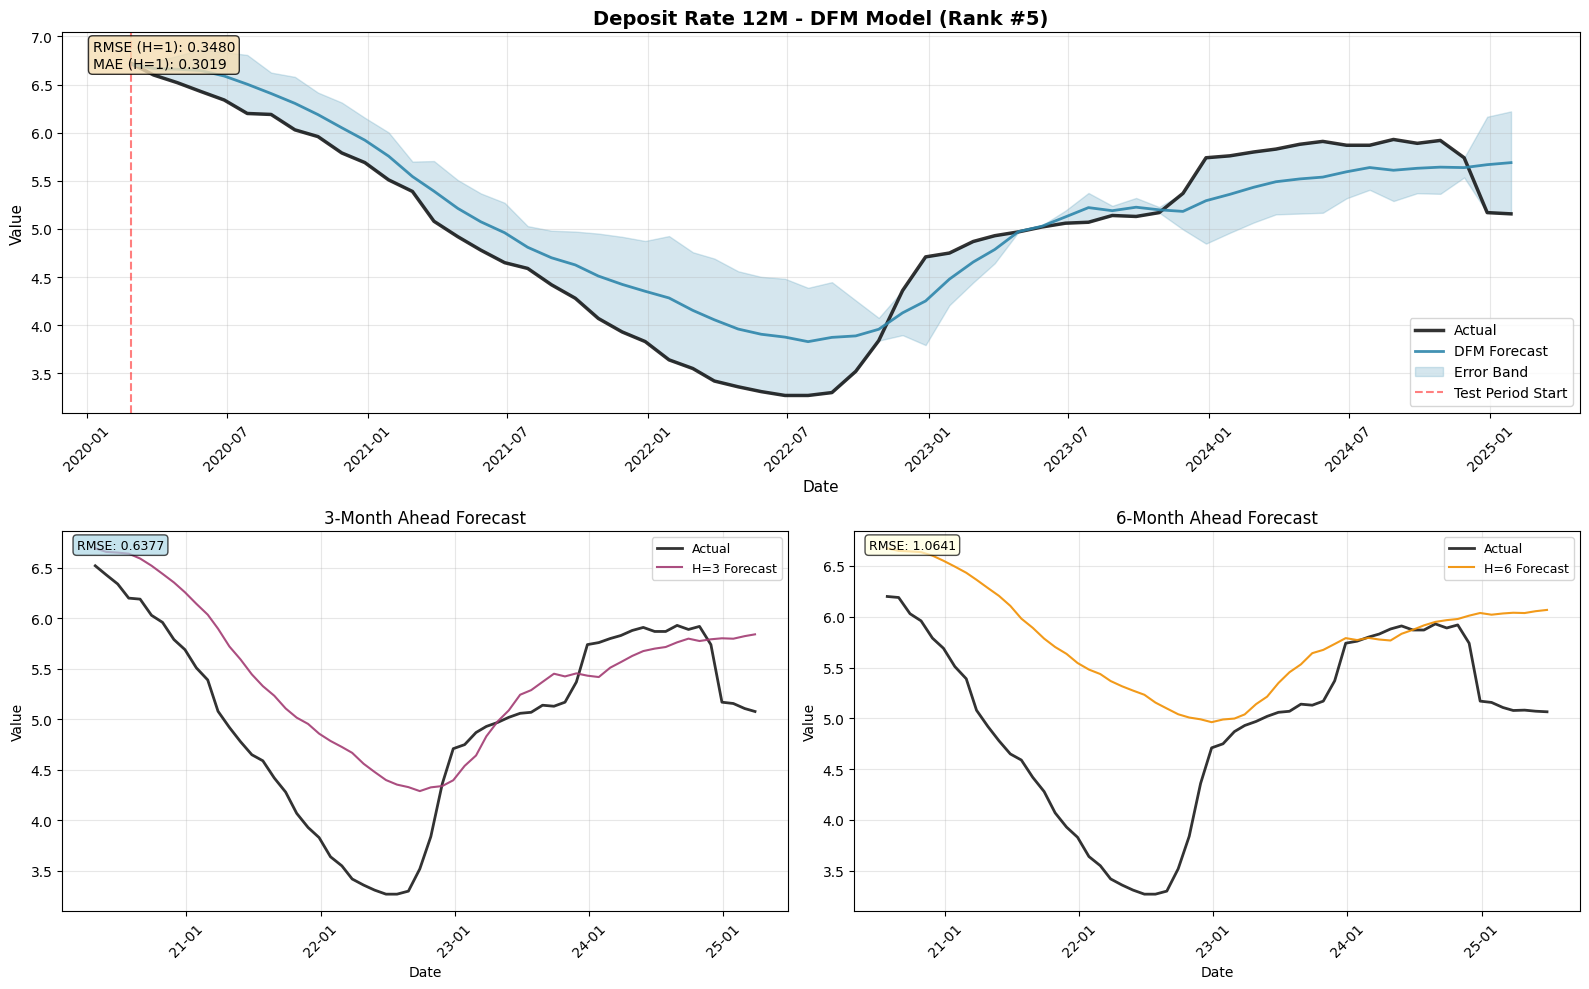 Deposit Rate 12M - DFM Model (Rank #5)
RMSE (H=1): 0.3480
MAE (H=1): 0.3019
Value
7.0
6.5
6.0
5.5
5.0
4.5
4.0
3.5
Actual
DFM Forecast
Error Band
Test Period Start
2020-01
2020-07
2021-01
2021-07
2022-01
2022-07
2023-01
2023-07
2024-01
2024-07
2025-01
Date
3-Month Ahead Forecast
RMSE: 0.6377
Actual
H=3 Forecast
Value
6.5
6.0
5.5
5.0
4.5
4.0
3.5
21-01
22-01
23-01
24-01
25-01
Date
6-Month Ahead Forecast
RMSE: 1.0641
Actual
H=6 Forecast
Value
6.5
6.0
5.5
5.0
4.5
4.0
3.5
21-01
22-01
23-01
24-01
25-01
Date